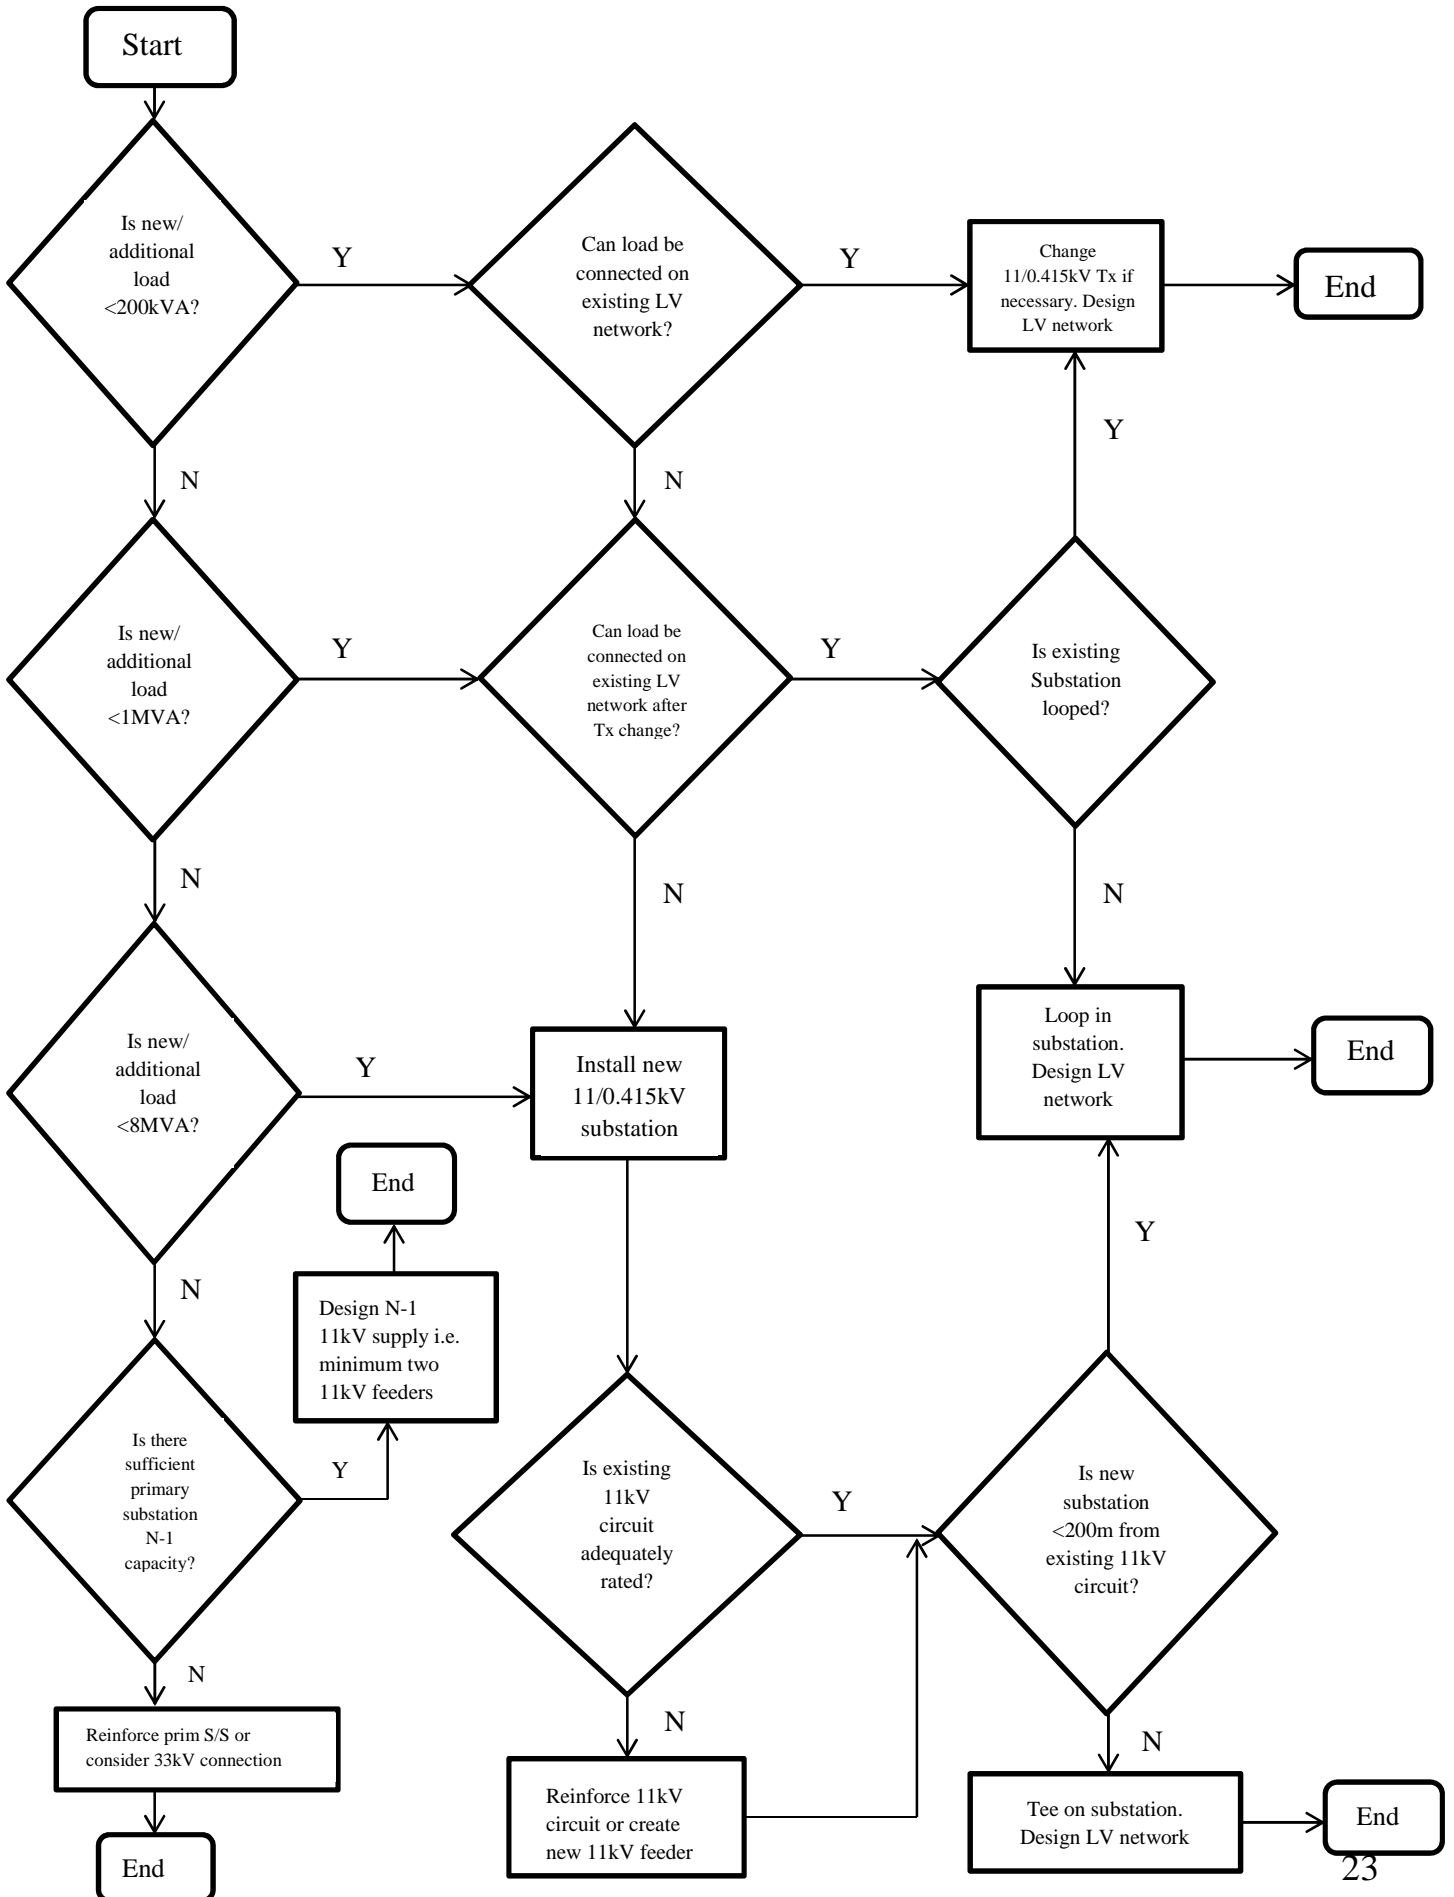 Start
Is new/
additional
load
<200kVA?
Y
Can load be
connected on
existing LV
network?
Y
Change
11/0.415kV Tx if
necessary. Design
LV network
End
N
N
Y
Is new/
additional
load
<1MVA?
Y
Can load be
connected on
existing LV
network after
Tx change?
Y
Is existing
Substation
looped?
N
N
N
Is new/
additional
load
<8MVA?
Y
Install new
11/0.415kV
substation
Loop in
substation.
Design LV
network
End
End
N
Design N-1
11kV supply i.e.
minimum two
11kV feeders
Y
Is there
sufficient
primary
substation
N-1
capacity?
Y
Is existing
11kV
circuit
adequately
rated?
Y
Is new
substation
<200m from
existing 11kV
circuit?
N
N
N
Reinforce prim S/S or
consider 33kV connection
Reinforce 11kV
circuit or create
new 11kV feeder
Tee on substation.
Design LV network
End
End
23